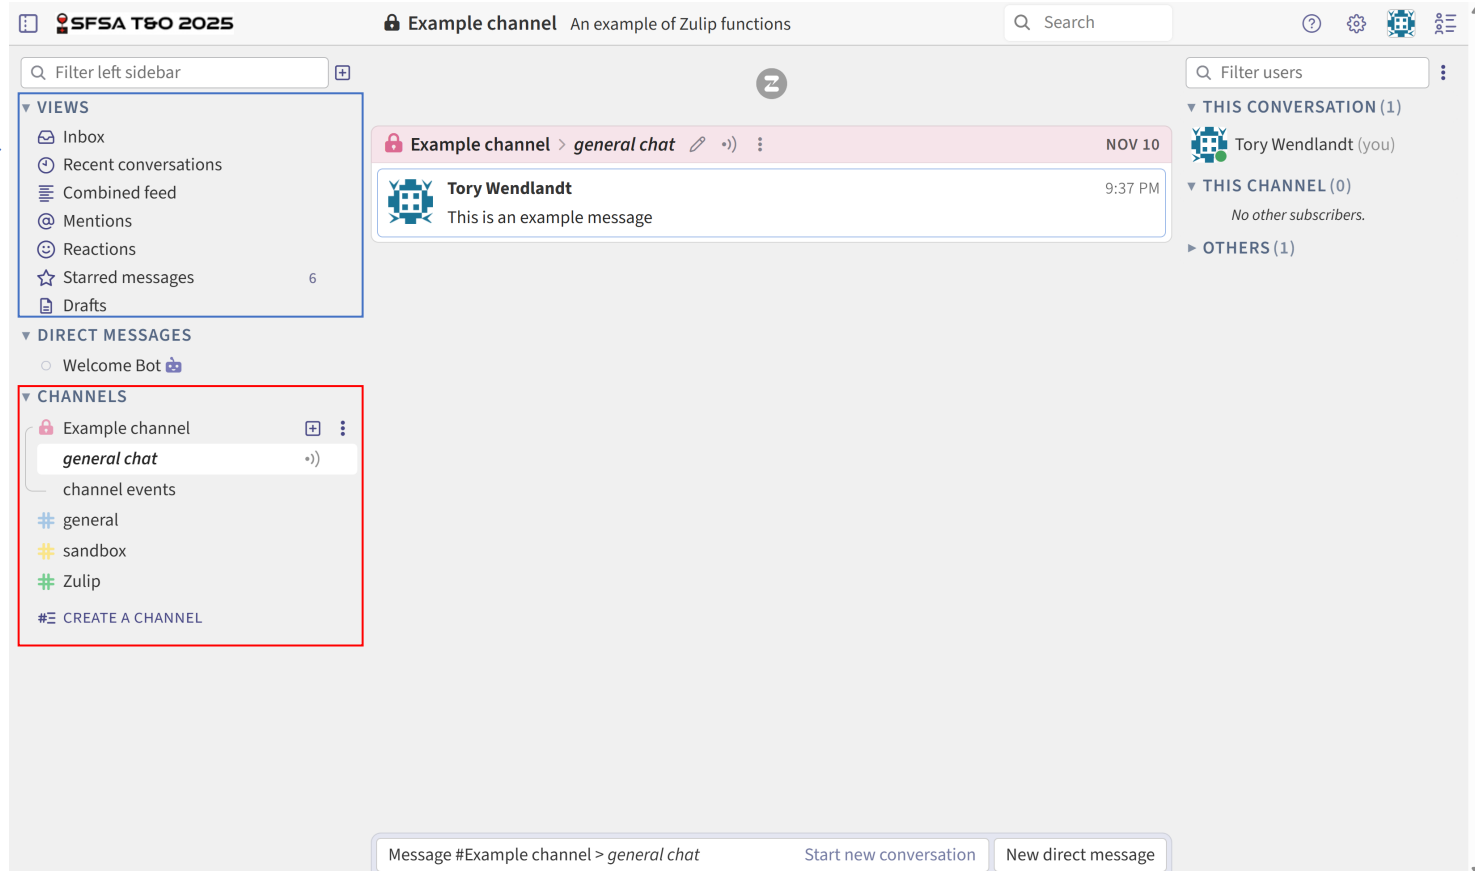 SFSA T&O 2025
Example channel An example of Zulip functions
Search
Filter left sidebar
VIEWS
Inbox
Recent conversations
Combined feed
Mentions
Reactions
Starred messages 6
Drafts
DIRECT MESSAGES
Welcome Bot
CHANNELS
Example channel
general chat
channel events
general
sandbox
Zulip
CREATE A CHANNEL
Z
Example channel > general chat NOV 10
Tory Wendlandt 9:37 PM
This is an example message
Message #Example channel > general chat Start new conversation New direct message
Filter users
THIS CONVERSATION (1)
Tory Wendlandt (you)
THIS CHANNEL (0)
No other subscribers.
OTHERS (1)